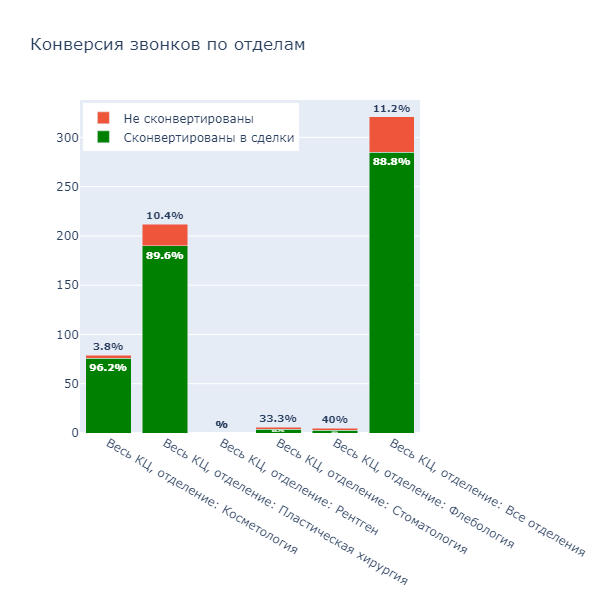 Конверсия звонков по отделам
Не сконвертированы
Сконвертированы в сделки
11.2%
88.8%
10.4%
89.6%
3.8%
96.2%
%
33.3%
40%
300
250
200
150
100
50
0
Весь КЦ, отделение: Косметология
Весь КЦ, отделение: Пластическая хирургия
Весь КЦ, отделение: Рентген
Весь КЦ, отделение: Стоматология
Весь КЦ, отделение: Флебология
Весь КЦ, отделение: Все отделения